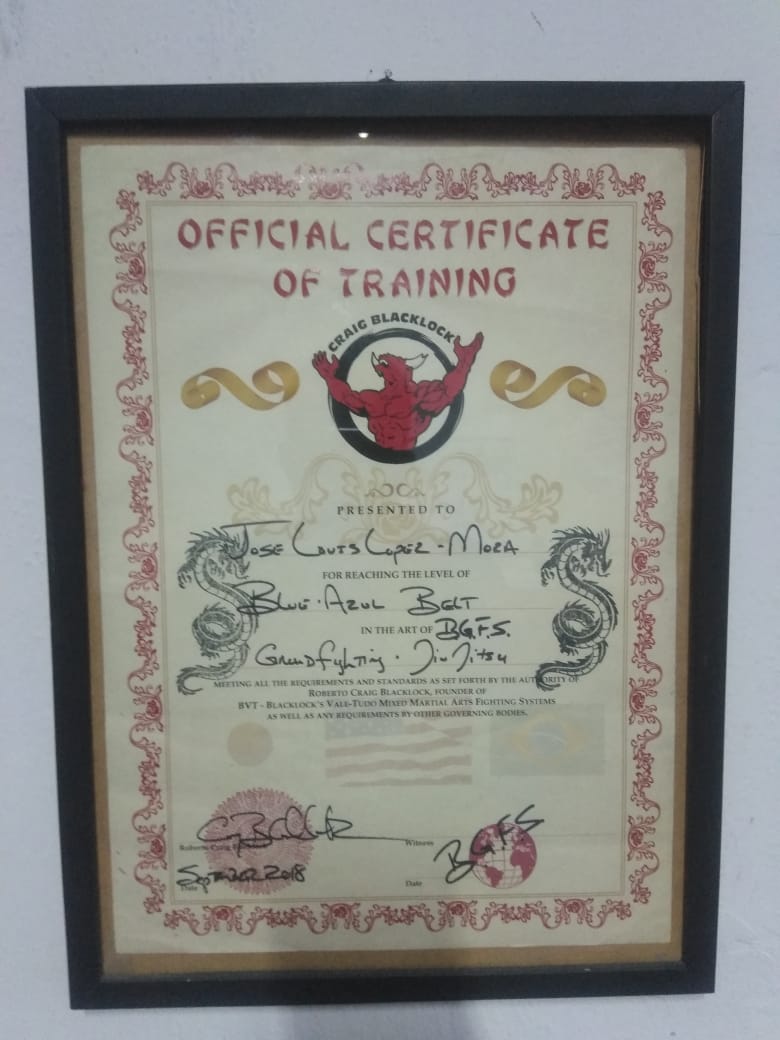 OFFICIAL CERTIFICATE
OF TRAINING
CRAIG BLACKLOCK
PRESENTED TO
JOSE LOUIS LOPEZ-MORA
FOR REACHING THE LEVEL OF
BLUE·AZUL BELT
IN THE ART OF B.G.F.S.
GROUNDFIGHTING · JIU JITSU
MEETING ALL THE REQUIREMENTS AND STANDARDS AS SET FORTH BY THE AUTHORITY OF
ROBERTO CRAIG BLACKLOCK, FOUNDER OF
BVT - BLACKLOCK'S VALE-TUDO MIXED MARTIAL ARTS FIGHTING SYSTEMS
AS WELL AS ANY REQUIREMENTS BY OTHER GOVERNING BODIES.
Roberto Craig
Witness
BGFS
2018
Date
Date